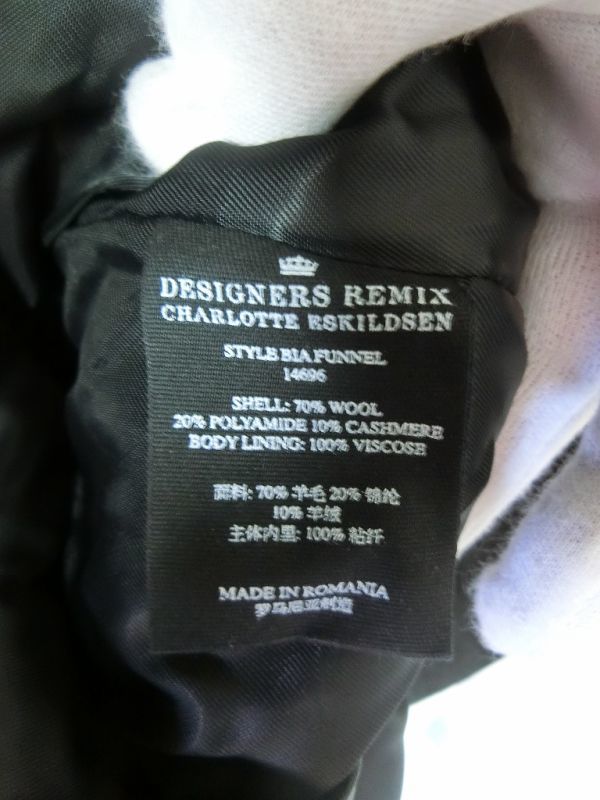 DESIGNERS REMIX
CHARLOTTE ESKILDSEN
STYLE BIA FUNNEL
14696
SHELL: 70% WOOL
20% POLYAMIDE 10% CASHMERE
BODY LINING: 100% VISCOSE
面料: 70% 羊毛 20% 锦纶
10% 羊绒
主体内里: 100% 粘纤
MADE IN ROMANIA
罗马尼亚制造